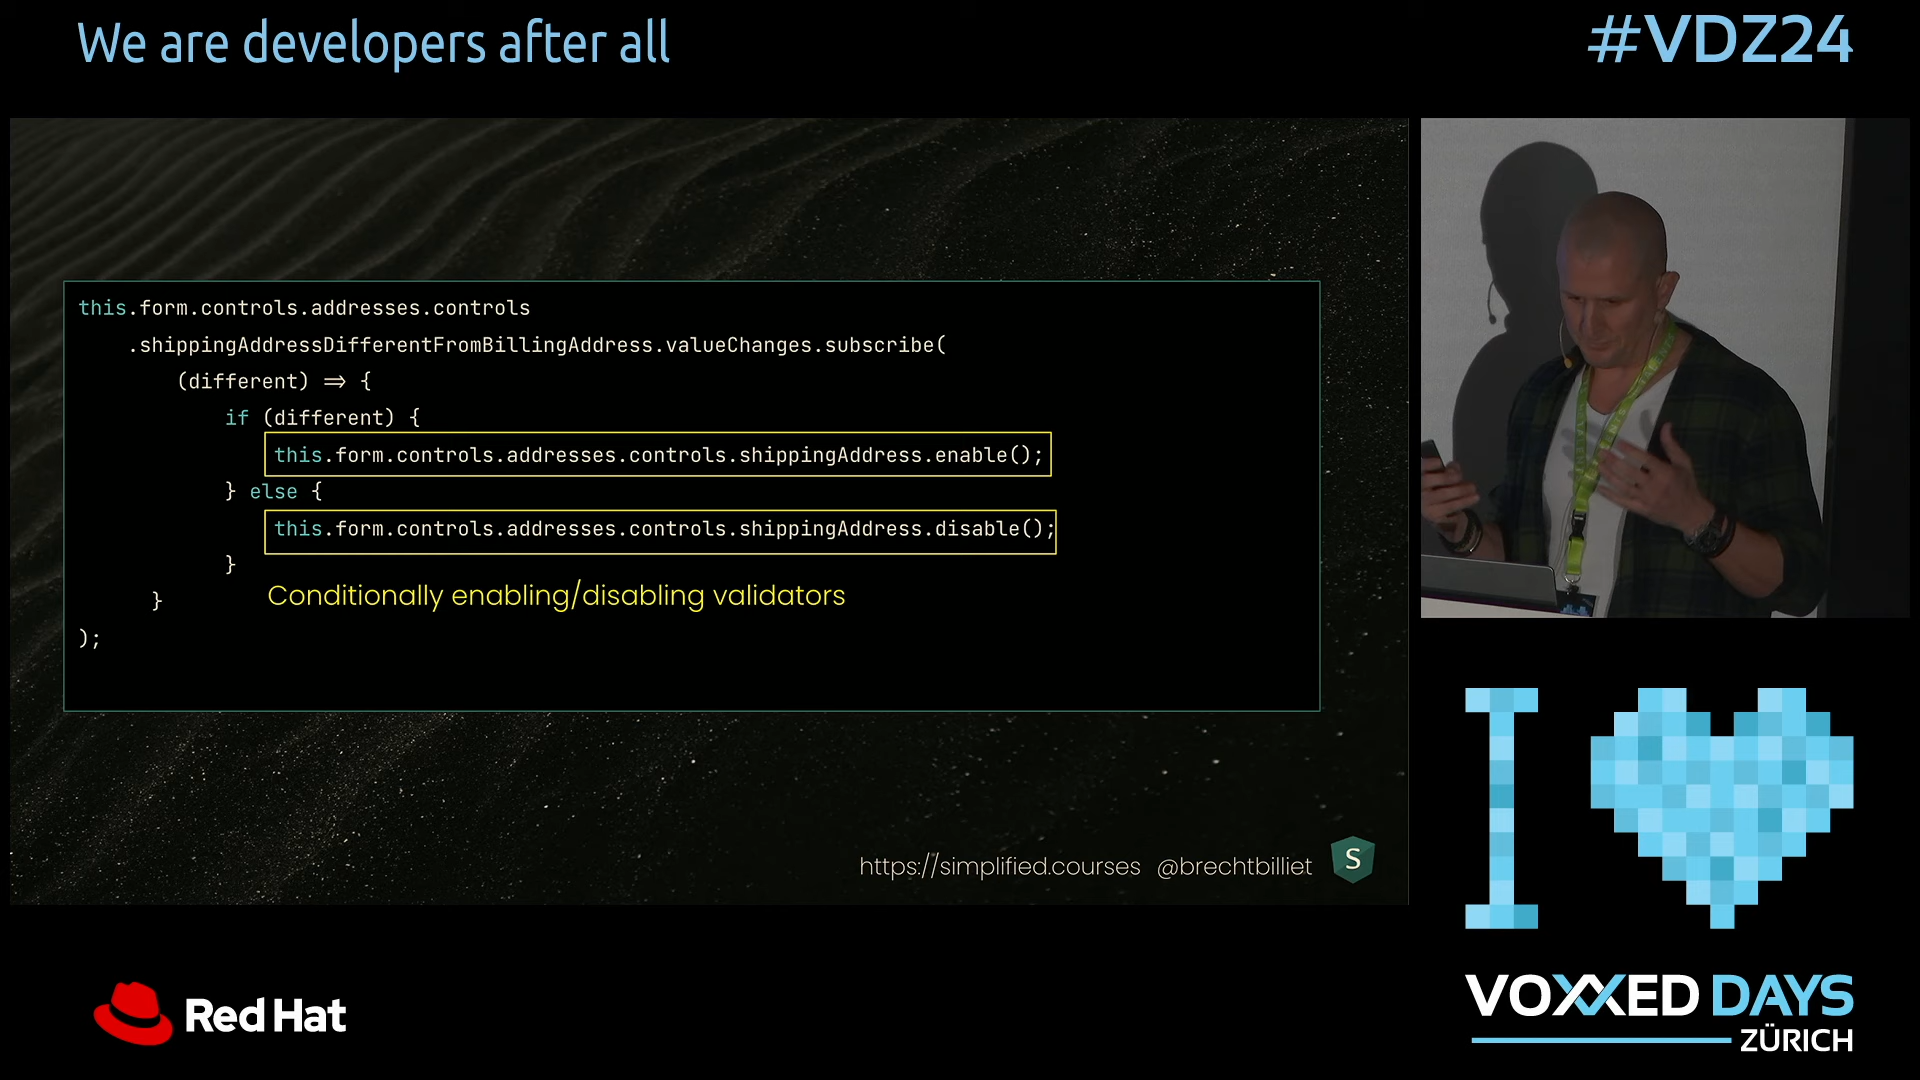 We are developers after all
#VDZ24
this.form.controls.addresses.controls
.shippingAddressDifferentFromBillingAddress.valueChanges.subscribe(
(different) => {
if (different) {
this.form.controls.addresses.controls.shippingAddress.enable();
} else {
this.form.controls.addresses.controls.shippingAddress.disable();
}
Conditionally enabling/disabling validators
}
);
https://simplified.courses @brechtbilliet
S
I
Red Hat
VOXXED DAYS
ZÜRICH